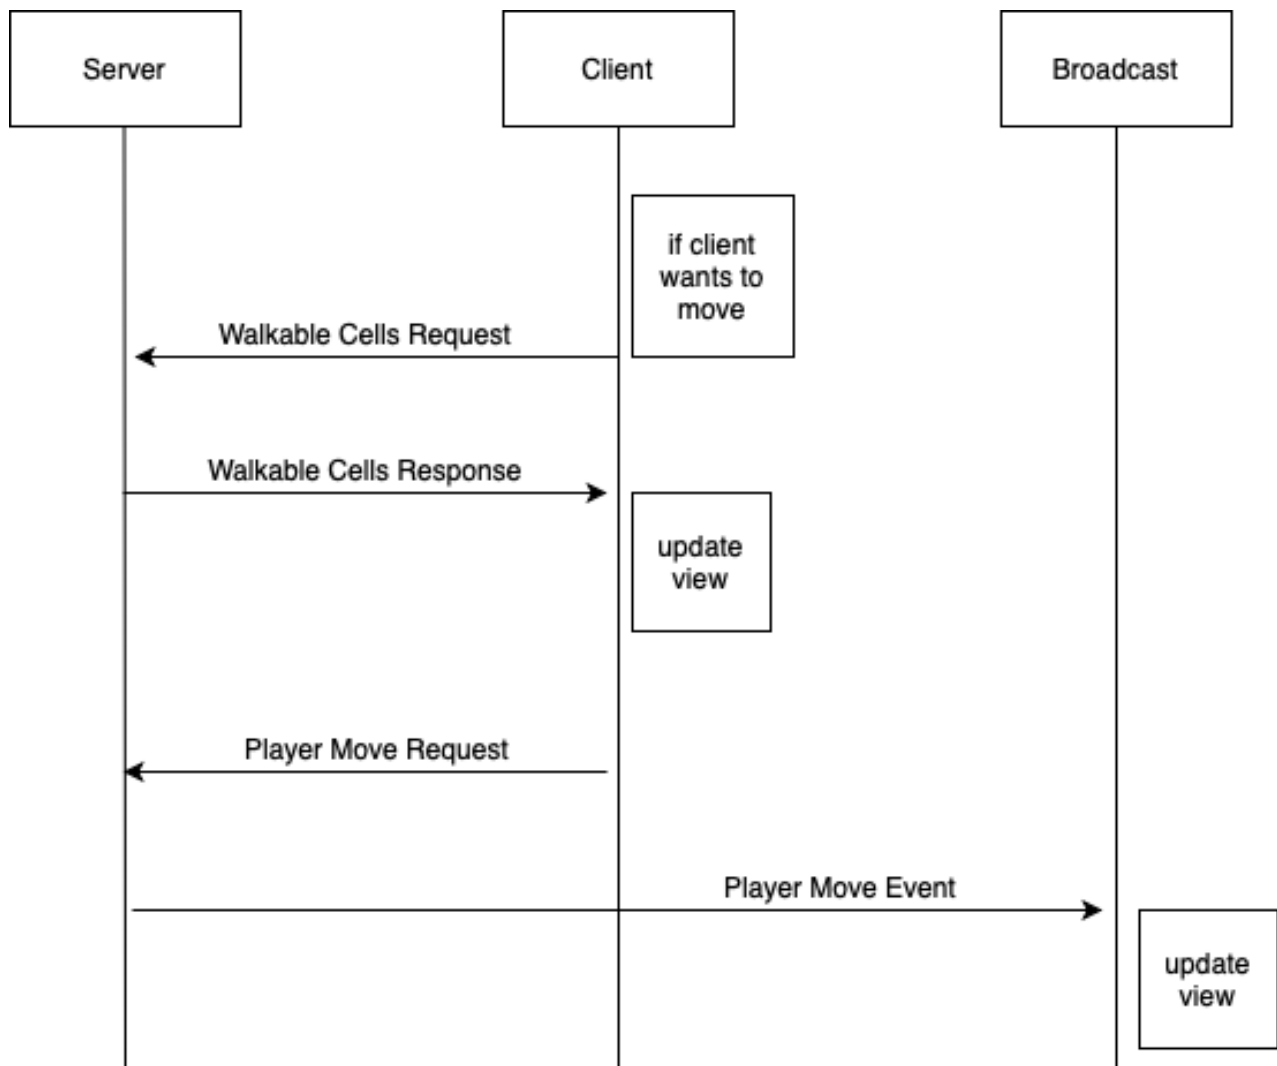 Server
Client
Broadcast
if client
wants to
move
Walkable Cells Request
Walkable Cells Response
update
view
Player Move Request
Player Move Event
update
view